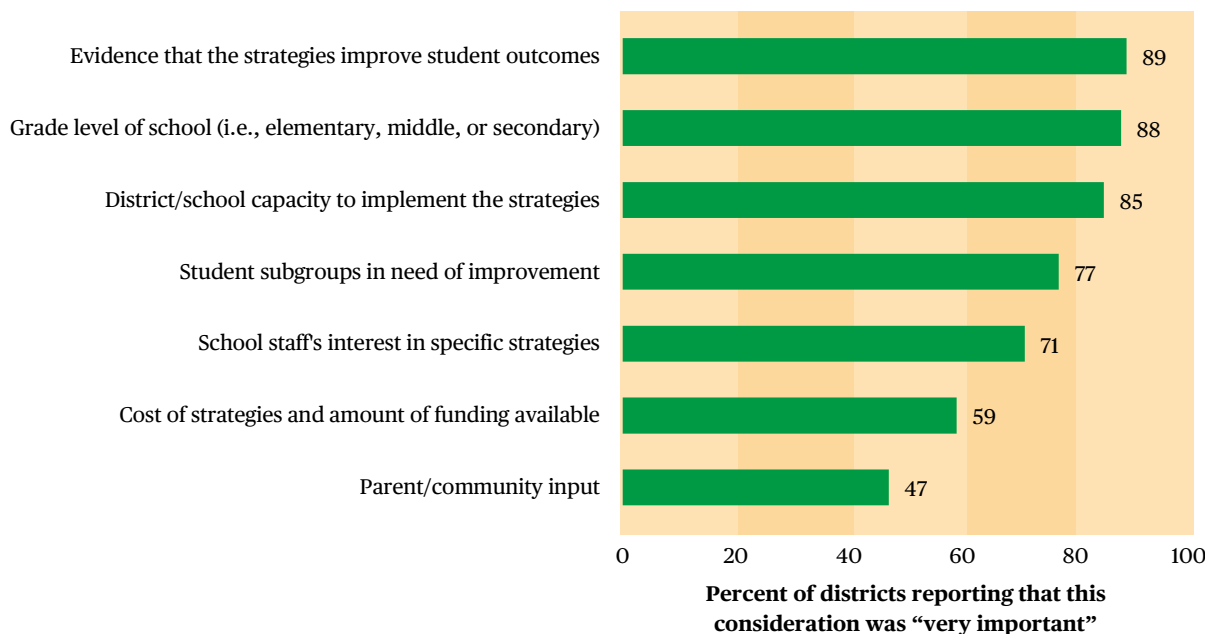 Evidence that the strategies improve student outcomes 89
Grade level of school (i.e., elementary, middle, or secondary) 88
District/school capacity to implement the strategies 85
Student subgroups in need of improvement 77
School staff's interest in specific strategies 71
Cost of strategies and amount of funding available 59
Parent/community input 47
0 20 40 60 80 100
Percent of districts reporting that this
consideration was “very important”